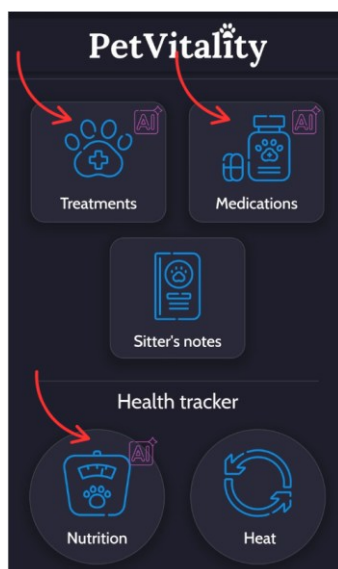 PetVitality
AI
AI
Treatments
Medications
Sitter's notes
Health tracker
AI
Nutrition
Heat